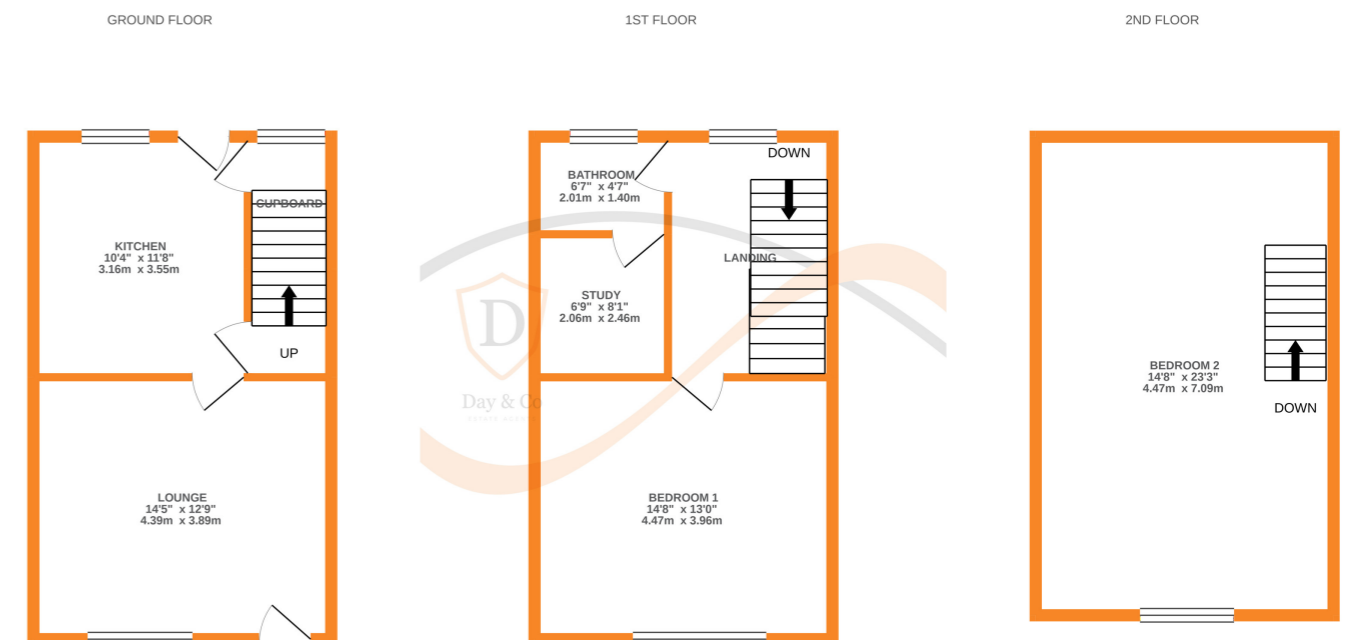 GROUND FLOOR
1ST FLOOR
2ND FLOOR
CUPBOARD
KITCHEN
10'4" x 11'8"
3.16m x 3.55m
UP
LOUNGE
14'5" x 12'9"
4.39m x 3.89m
DOWN
BATHROOM
6'7" x 4'7"
2.01m x 1.40m
LANDING
STUDY
6'9" x 8'1"
2.06m x 2.46m
BEDROOM 1
14'8" x 13'0"
4.47m x 3.96m
D
Day & Co
ESTATE AGENTS
BEDROOM 2
14'8" x 23'3"
4.47m x 7.09m
DOWN